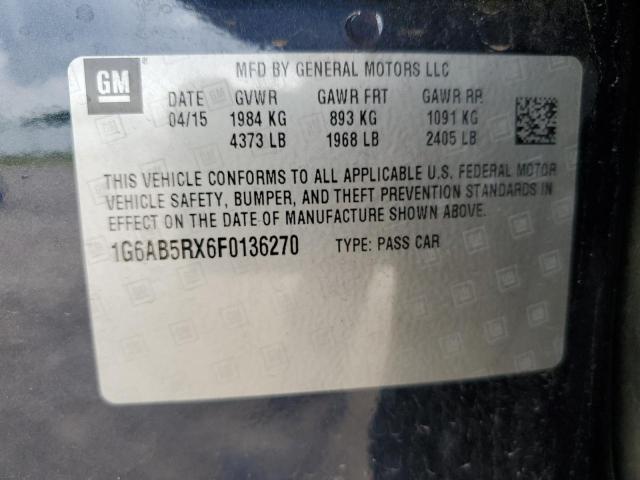 GM
MFD BY GENERAL MOTORS LLC
DATE GVWR GAWR FRT GAWR RR
04/15 1984 KG 893 KG 1091 KG
4373 LB 1968 LB 2405 LB
THIS VEHICLE CONFORMS TO ALL APPLICABLE U.S. FEDERAL MOTOR
VEHICLE SAFETY, BUMPER, AND THEFT PREVENTION STANDARDS IN
EFFECT ON THE DATE OF MANUFACTURE SHOWN ABOVE.
1G6AB5RX6F0136270 TYPE: PASS CAR